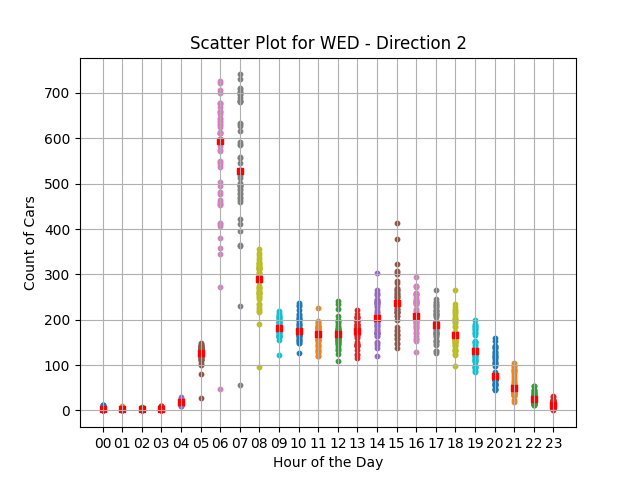 Scatter Plot for WED - Direction 2
Count of Cars
700
600
500
400
300
200
100
0
00 01 02 03 04 05 06 07 08 09 10 11 12 13 14 15 16 17 18 19 20 21 22 23
Hour of the Day